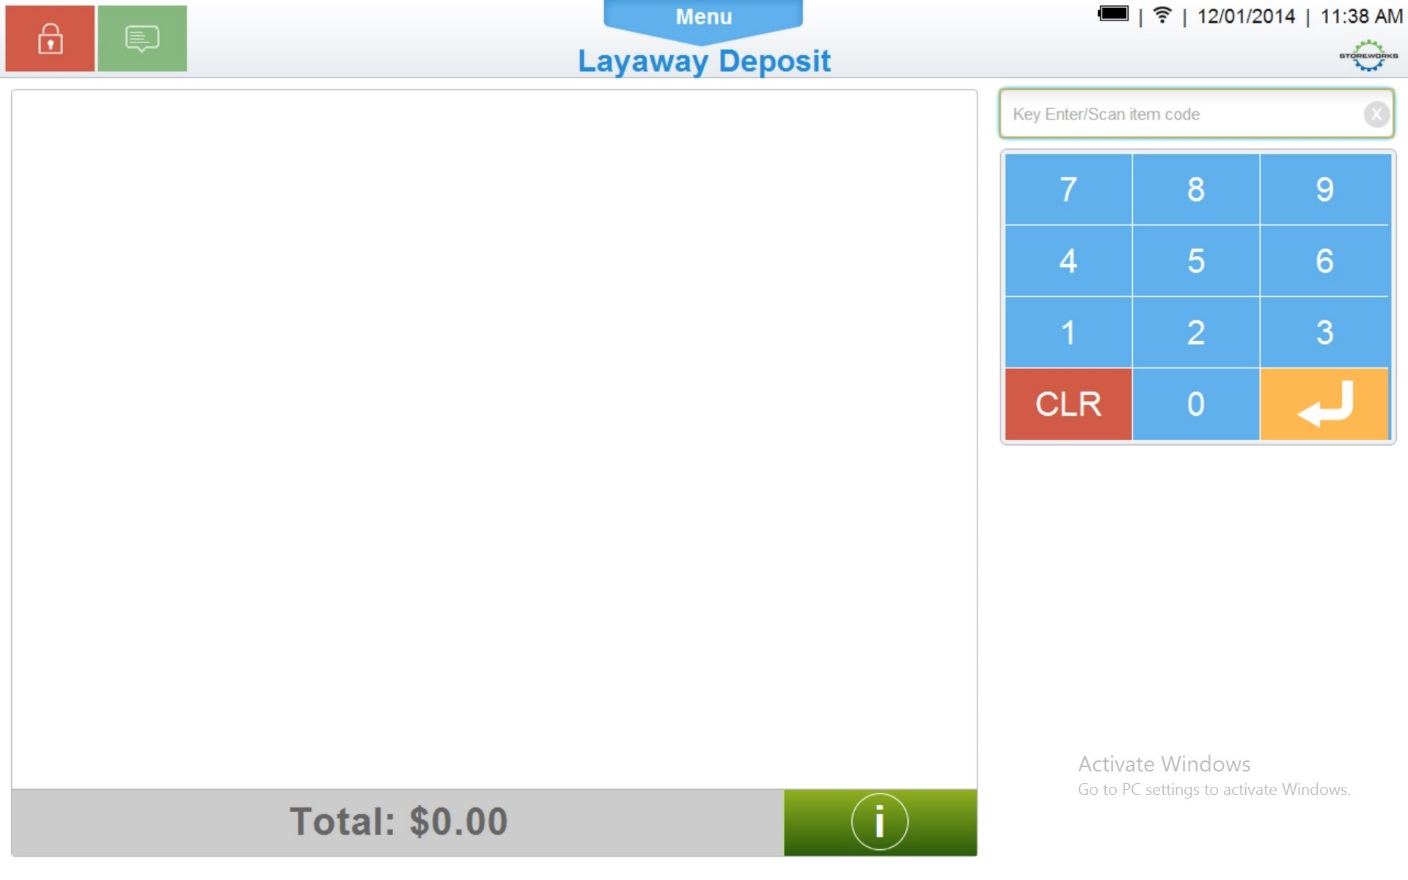 Menu
| | 12/01/2014 | 11:38 AM
Layaway Deposit
STOREWORKS
Key Enter/Scan item code X
7 8 9
4 5 6
1 2 3
CLR 0
Activate Windows
Go to PC settings to activate Windows.
Total: $0.00 i